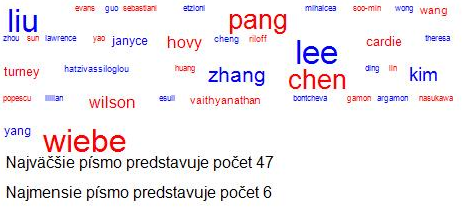 liu evans guo sebastiani etzioni pang mihalcea soo-min wong wang
zhou sun lawrence yao janyce hovy cheng riloff lee cardie theresa
turney hatzivassiloglou huang zhang chen ding lin kim
popescu lillian wilson esuli vaithyanathan bontcheva gamon argamon nasukawa
yang wiebe
Najväčšie písmo predstavuje počet 47
Najmensie písmo predstavuje počet 6